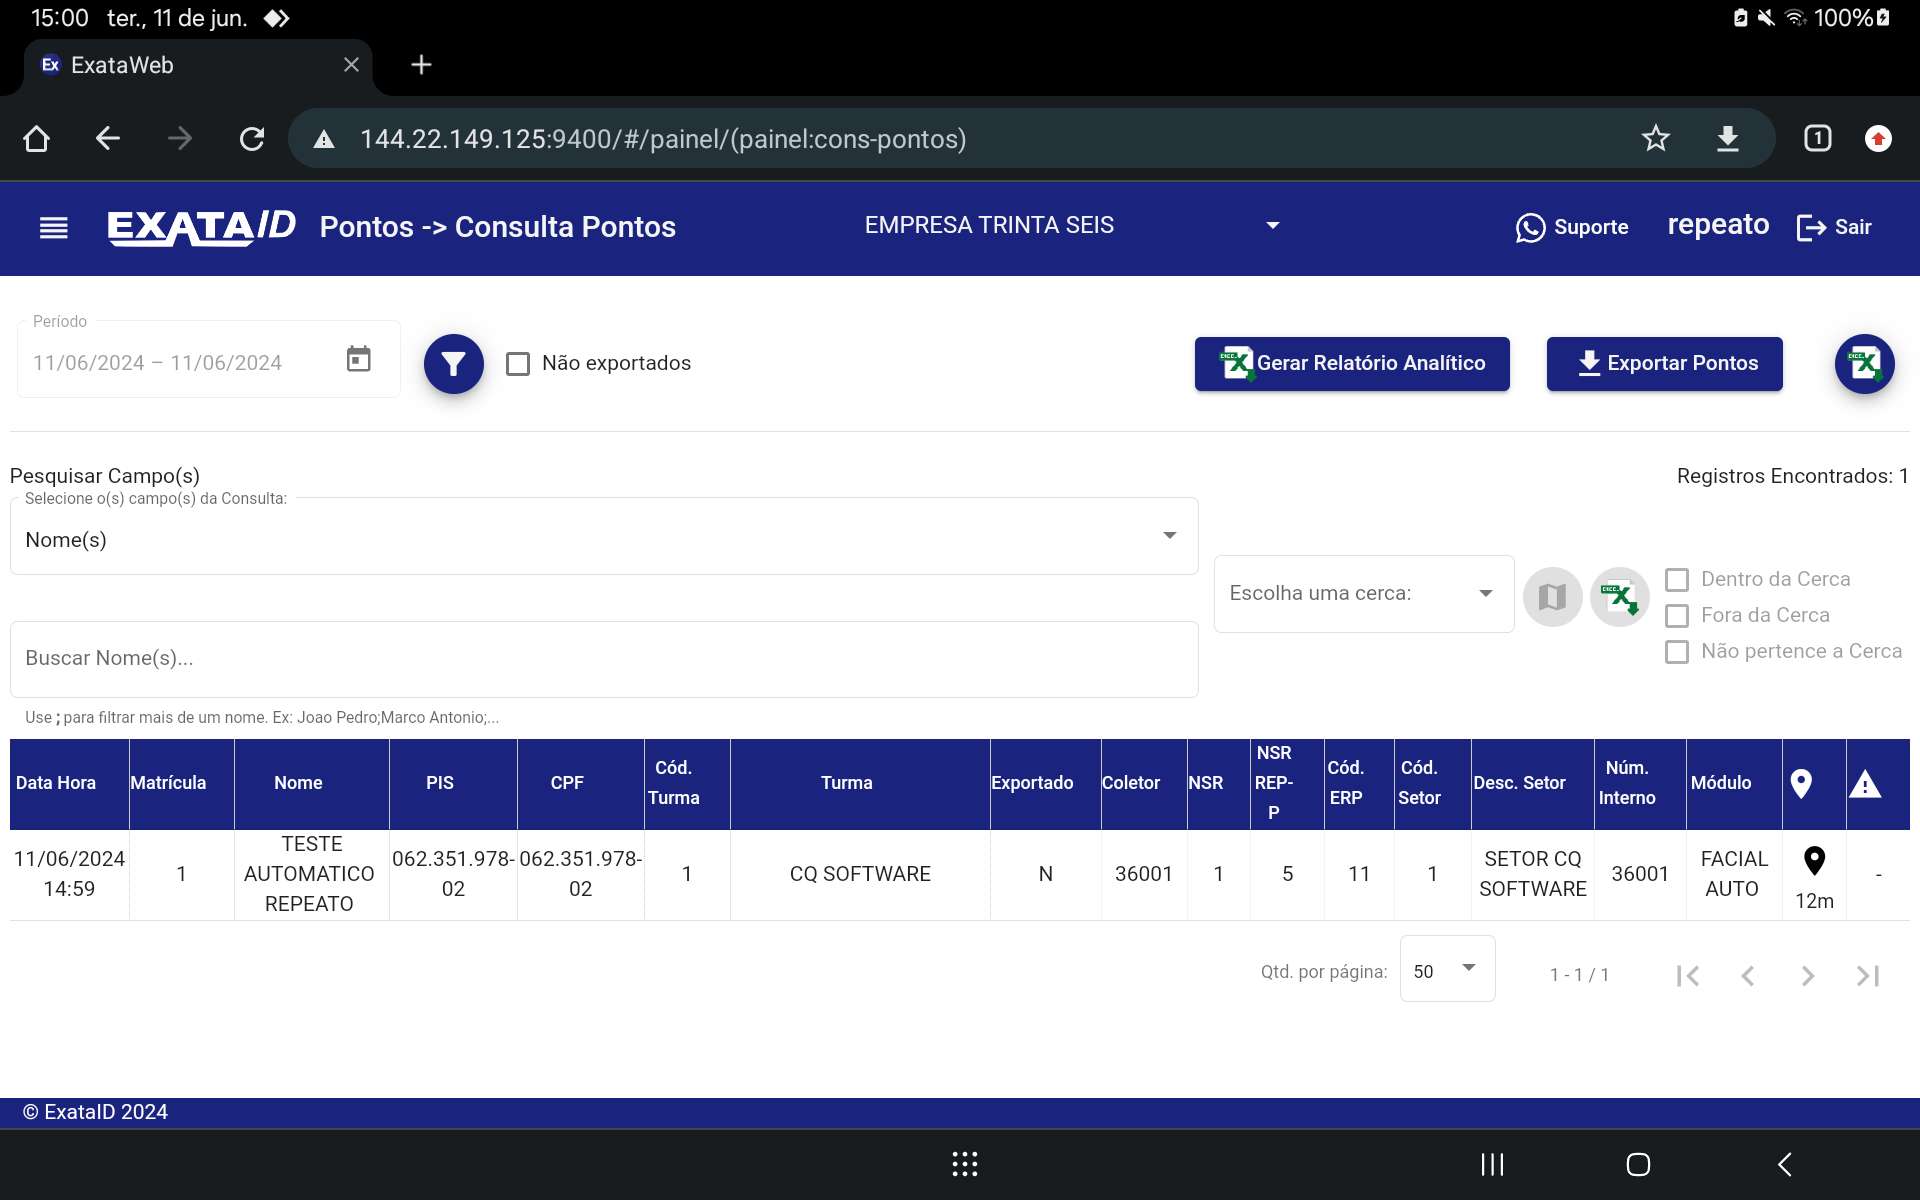 15:00 ter., 11 de jun. 100%
Ex ExataWeb
144.22.149.125:9400/#/painel/(painel:cons-pontos) 1
EXATAID Pontos -> Consulta Pontos EMPRESA TRINTA SEIS Suporte repeato Sair
Período
11/06/2024 – 11/06/2024 Não exportados Gerar Relatório Analítico Exportar Pontos
Pesquisar Campo(s) Registros Encontrados: 1
Selecione o(s) campo(s) da Consulta:
Nome(s)
Escolha uma cerca: Dentro da Cerca
Fora da Cerca
Não pertence a Cerca
Buscar Nome(s)...
Use ; para filtrar mais de um nome. Ex: Joao Pedro;Marco Antonio;...
Data Hora Matrícula Nome PIS CPF Cód. Turma Turma Exportado Coletor NSR NSR REP-P Cód. ERP Cód. Setor Desc. Setor Núm. Interno Módulo
11/06/2024 14:59 1 TESTE AUTOMATICO REPEATO 062.351.978-02 062.351.978-02 1 CQ SOFTWARE N 36001 1 5 11 1 SETOR CQ SOFTWARE 36001 FACIAL AUTO 12m -
Qtd. por página: 50 1 - 1 / 1
© ExataID 2024